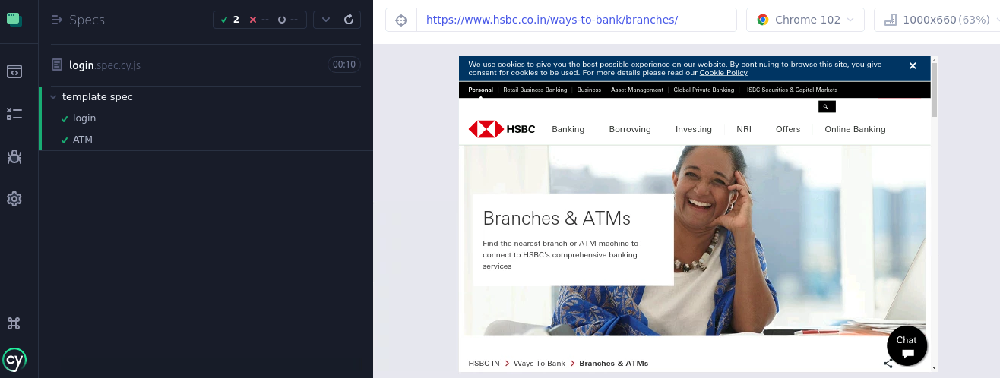 Specs
2
--
--
login.spec.cy.js
00:10
template spec
login
ATM
cy
https://www.hsbc.co.in/ways-to-bank/branches/
Chrome 102
1000x660 (63%)
We use cookies to give you the best possible experience on our website. By continuing to browse this site, you give
consent for cookies to be used. For more details please read our Cookie Policy
Personal
Retail Business Banking
Business
Asset Management
Global Private Banking
HSBC Securities & Capital Markets
HSBC
Banking
Borrowing
Investing
NRI
Offers
Online Banking
Branches & ATMs
Find the nearest branch or ATM machine to
connect to HSBC's comprehensive banking
services
Chat
HSBC IN
Ways To Bank
Branches & ATMs